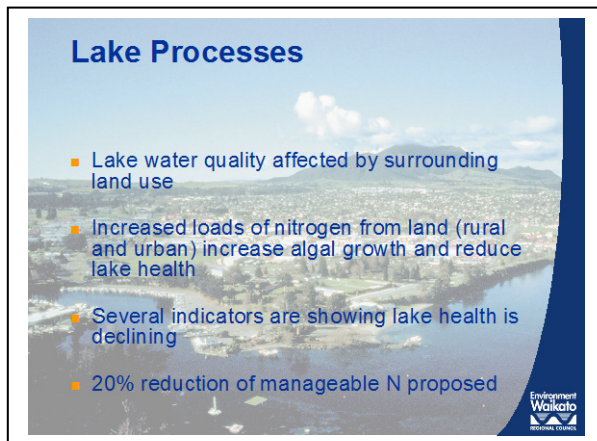 Lake Processes
Lake water quality affected by surrounding
land use
Increased loads of nitrogen from land (rural
and urban) increase algal growth and reduce
lake health
Several indicators are showing lake health is
declining
20% reduction of manageable N proposed
Environment
Waikato
REGIONAL COUNCIL